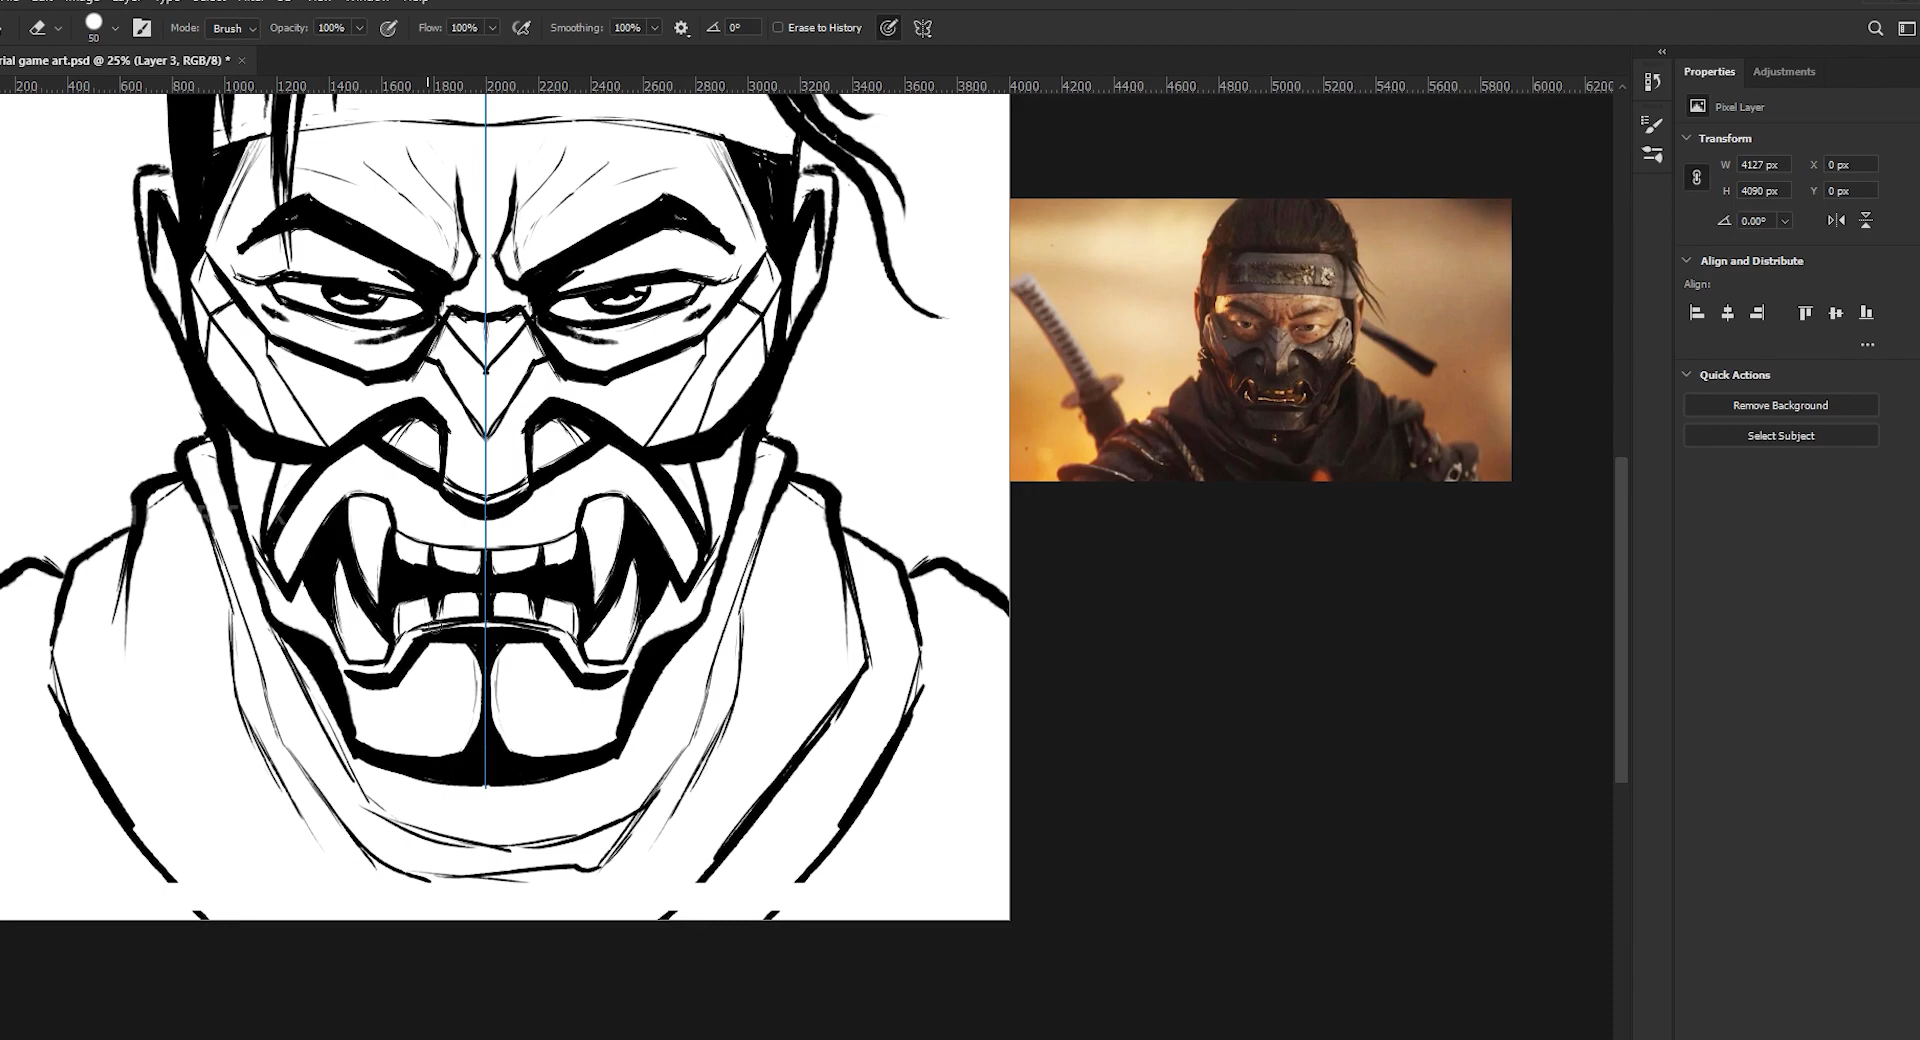 Mode: Brush Opacity: 100% Flow: 100% Smoothing: 100% 0° Erase to History
50
rial game art.psd @ 25% (Layer 3, RGB/8) *
200 400 600 800 1000 1200 1400 1600 1800 2000 2200 2400 2600 2800 3000 3200 3400 3600 3800 4000 4200 4400 4600 4800 5000 5200 5400 5600 5800 6000 6200
Properties Adjustments
Pixel Layer
Transform
W 4127 px X 0 px
H 4090 px Y 0 px
0.00°
Align and Distribute
Align:
Quick Actions
Remove Background
Select Subject